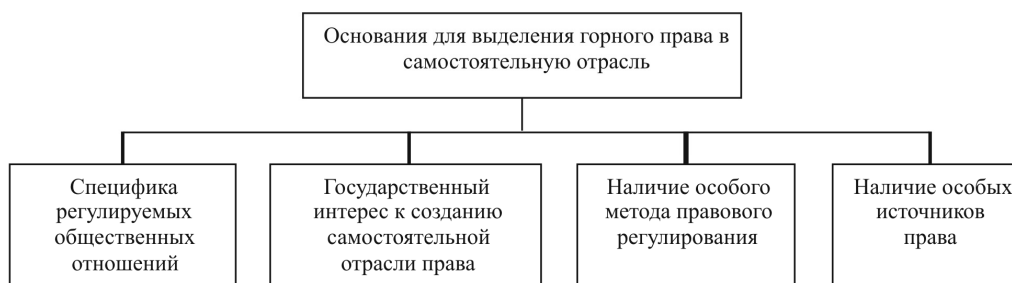 Основания для выделения горного права в
самостоятельную отрасль
Специфика
регулируемых
общественных
отношений
Государственный
интерес к созданию
самостоятельной
отрасли права
Наличие особого
метода правового
регулирования
Наличие особых
источников
права